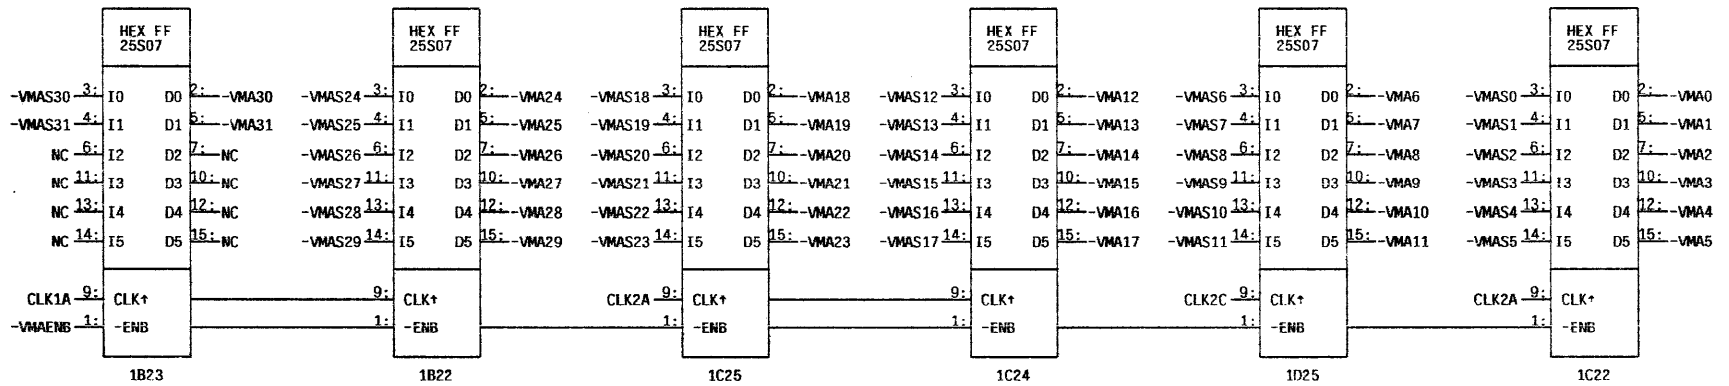 HEX FF HEX FF HEX FF HEX FF HEX FF HEX FF
25S07 25S07 25S07 25S07 25S07 25S07
-VMAS30 3: I0 D0 2: -VMA30 -VMAS24 3: I0 D0 2: -VMA24 -VMAS18 3: I0 D0 2: -VMA18 -VMAS12 3: I0 D0 2: -VMA12 -VMAS6 3: I0 D0 2: -VMA6 -VMAS0 3: I0 D0 2: -VMA0
-VMAS31 4: I1 D1 5: -VMA31 -VMAS25 4: I1 D1 5: -VMA25 -VMAS19 4: I1 D1 5: -VMA19 -VMAS13 4: I1 D1 5: -VMA13 -VMAS7 4: I1 D1 5: -VMA7 -VMAS1 4: I1 D1 5: -VMA1
NC 6: I2 D2 7: NC -VMAS26 6: I2 D2 7: -VMA26 -VMAS20 6: I2 D2 7: -VMA20 -VMAS14 6: I2 D2 7: -VMA14 -VMAS8 6: I2 D2 7: -VMA8 -VMAS2 6: I2 D2 7: -VMA2
NC 11: I3 D3 10: NC -VMAS27 11: I3 D3 10: -VMA27 -VMAS21 11: I3 D3 10: -VMA21 -VMAS15 11: I3 D3 10: -VMA15 -VMAS9 11: I3 D3 10: -VMA9 -VMAS3 11: I3 D3 10: -VMA3
NC 13: I4 D4 12: NC -VMAS28 13: I4 D4 12: -VMA28 -VMAS22 13: I4 D4 12: -VMA22 -VMAS16 13: I4 D4 12: -VMA16 -VMAS10 13: I4 D4 12: -VMA10 -VMAS4 13: I4 D4 12: -VMA4
NC 14: I5 D5 15: NC -VMAS29 14: I5 D5 15: -VMA29 -VMAS23 14: I5 D5 15: -VMA23 -VMAS17 14: I5 D5 15: -VMA17 -VMAS11 14: I5 D5 15: -VMA11 -VMAS5 14: I5 D5 15: -VMA5
CLK1A 9: CLK↑ 9: CLK↑ CLK2A 9: CLK↑ 9: CLK↑ CLK2C 9: CLK↑ CLK2A 9: CLK↑
-VMAENB 1: -ENB 1: -ENB 1: -ENB 1: -ENB 1: -ENB 1: -ENB
1B23 1B22 1C25 1C24 1D25 1C22